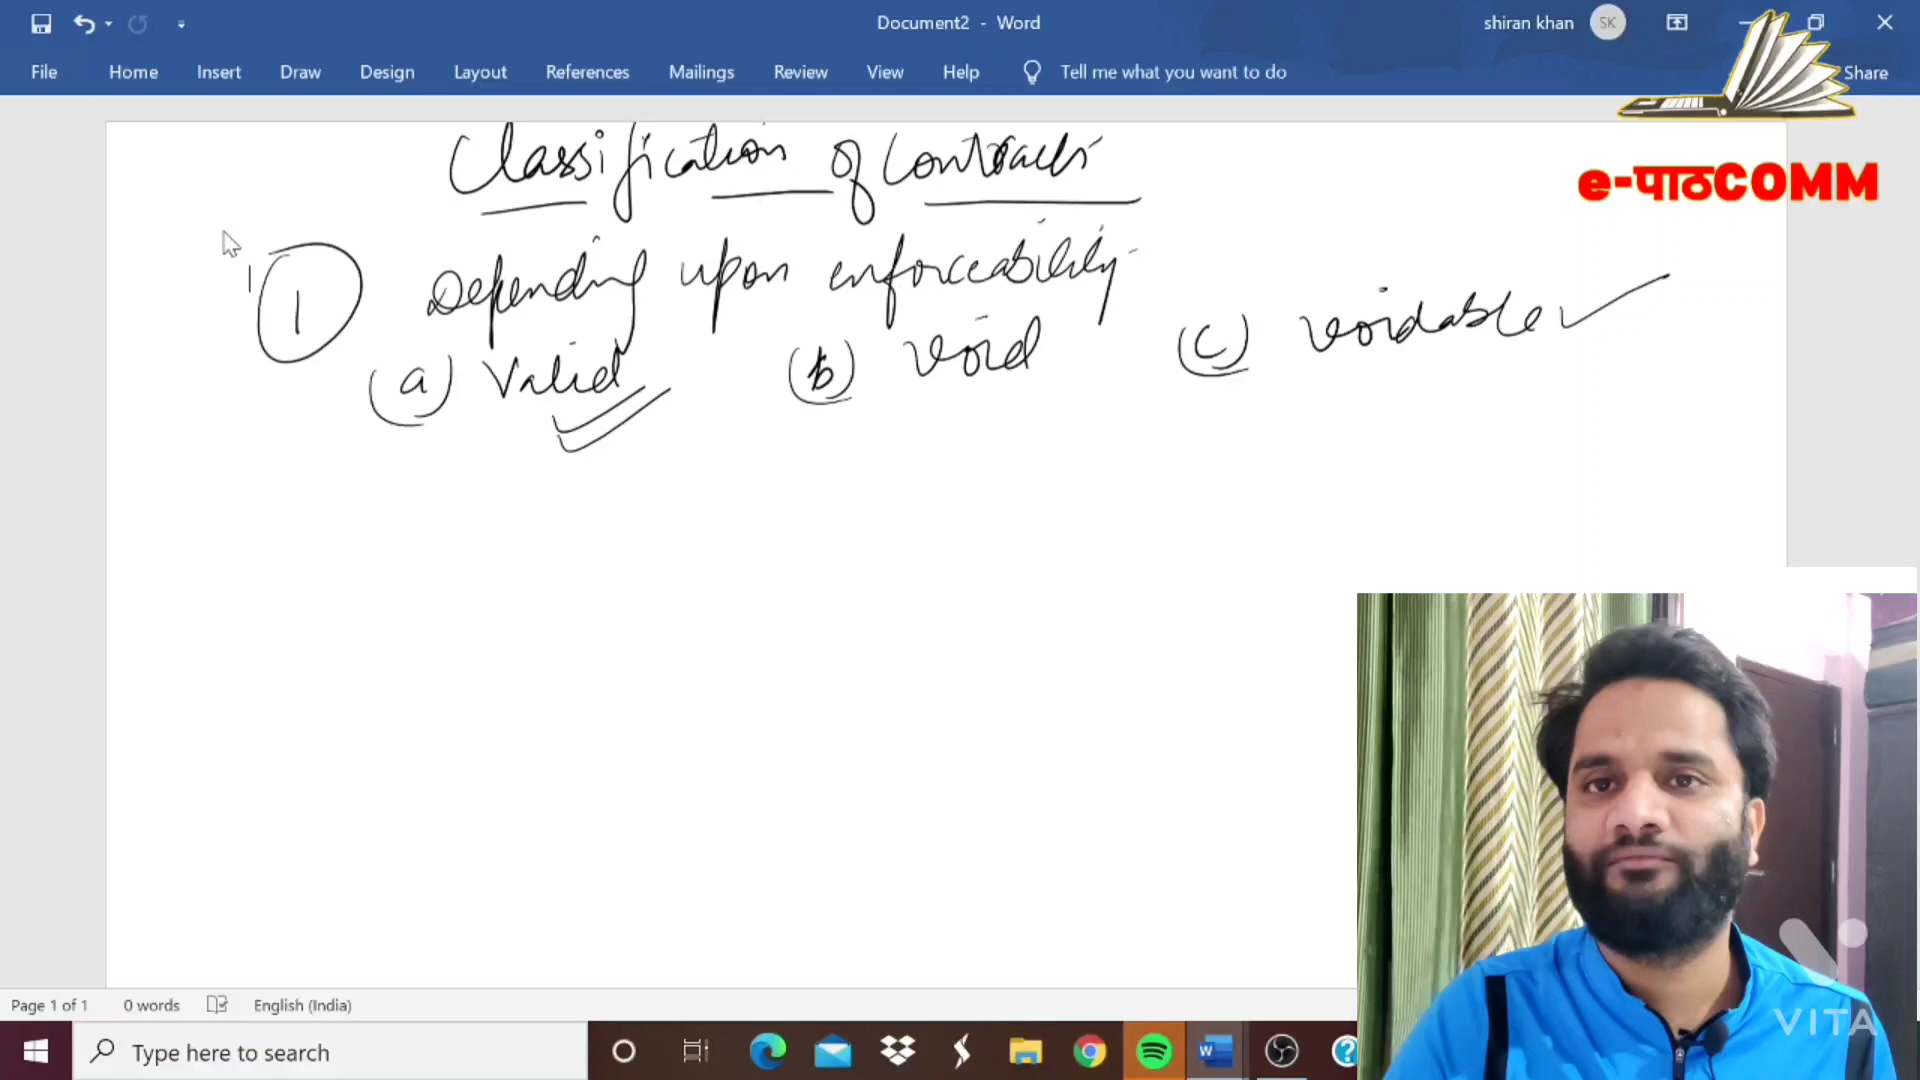 Document2 - Word
shiran khan
SK
File Home Insert Draw Design Layout References Mailings Review View Help Tell me what you want to do Share
e-पाठCOMM
Classification of Contracts
1 Depending upon enforceability
(a) Valid (b) Void (c) Voidable
Page 1 of 1 0 words English (India)
VITA
Type here to search